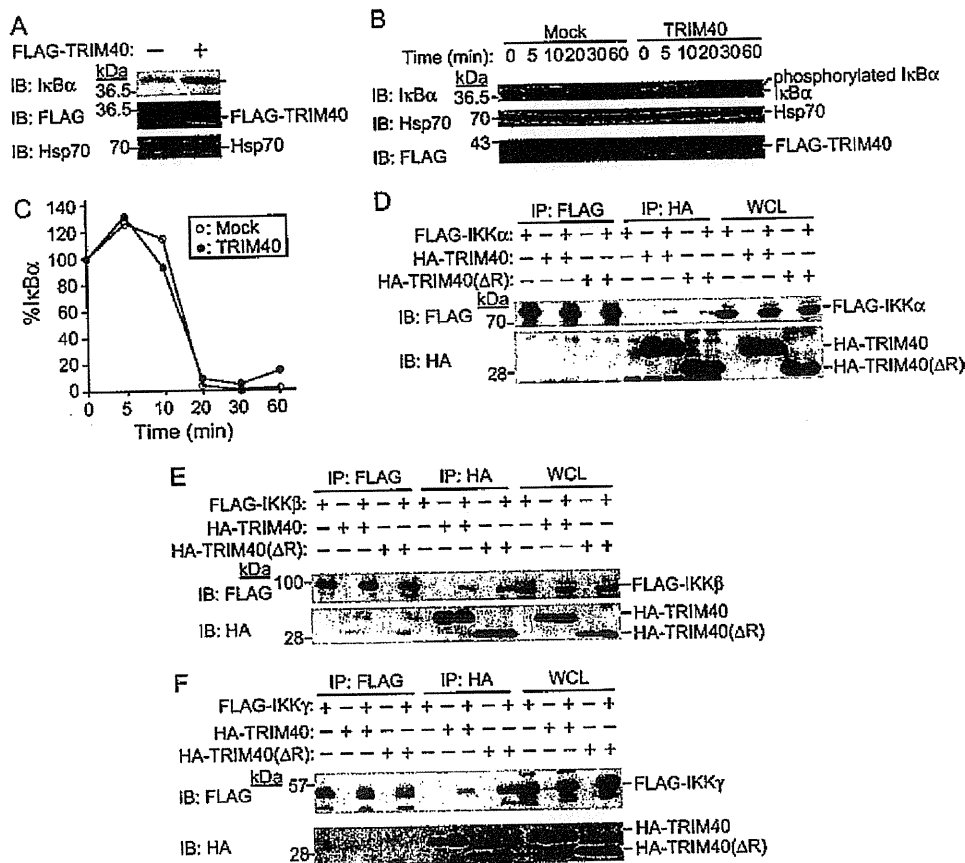 A
FLAG-TRIM40: − +
kDa
IB: IκBα
36.5
IB: FLAG
36.5
FLAG-TRIM40
IB: Hsp70
70
Hsp70
B
Mock TRIM40
Time (min): 0 5 10 20 30 60 0 5 10 20 30 60
kDa
IB: IκBα
36.5
phosphorylated IκBα
IκBα
IB: Hsp70
70
Hsp70
43
IB: FLAG
FLAG-TRIM40
C
%IκBα
140
120
100
80
60
40
20
0
Mock
TRIM40
0 5 10 20 30 60
Time (min)
D
IP: FLAG IP: HA WCL
FLAG-IKKα: + − + − + + − + − + + − + − +
HA-TRIM40: − + + − − − + + − − − + + − −
HA-TRIM40(ΔR): − − − + + − − − + + − − − + +
kDa
IB: FLAG
70
FLAG-IKKα
IB: HA
28
HA-TRIM40
HA-TRIM40(ΔR)
E
IP: FLAG IP: HA WCL
FLAG-IKKβ: + − + − + + − + − + + − + − +
HA-TRIM40: − + + − − − + + − − − + + − −
HA-TRIM40(ΔR): − − − + + − − − + + − − − + +
kDa
100
IB: FLAG
FLAG-IKKβ
IB: HA
28
HA-TRIM40
HA-TRIM40(ΔR)
F
IP: FLAG IP: HA WCL
FLAG-IKKγ: + − + − + + − + − + + − + − +
HA-TRIM40: − + + − − − + + − − − + + − −
HA-TRIM40(ΔR): − − − + + − − − + + − − − + +
kDa
57
IB: FLAG
FLAG-IKKγ
IB: HA
28
HA-TRIM40
HA-TRIM40(ΔR)